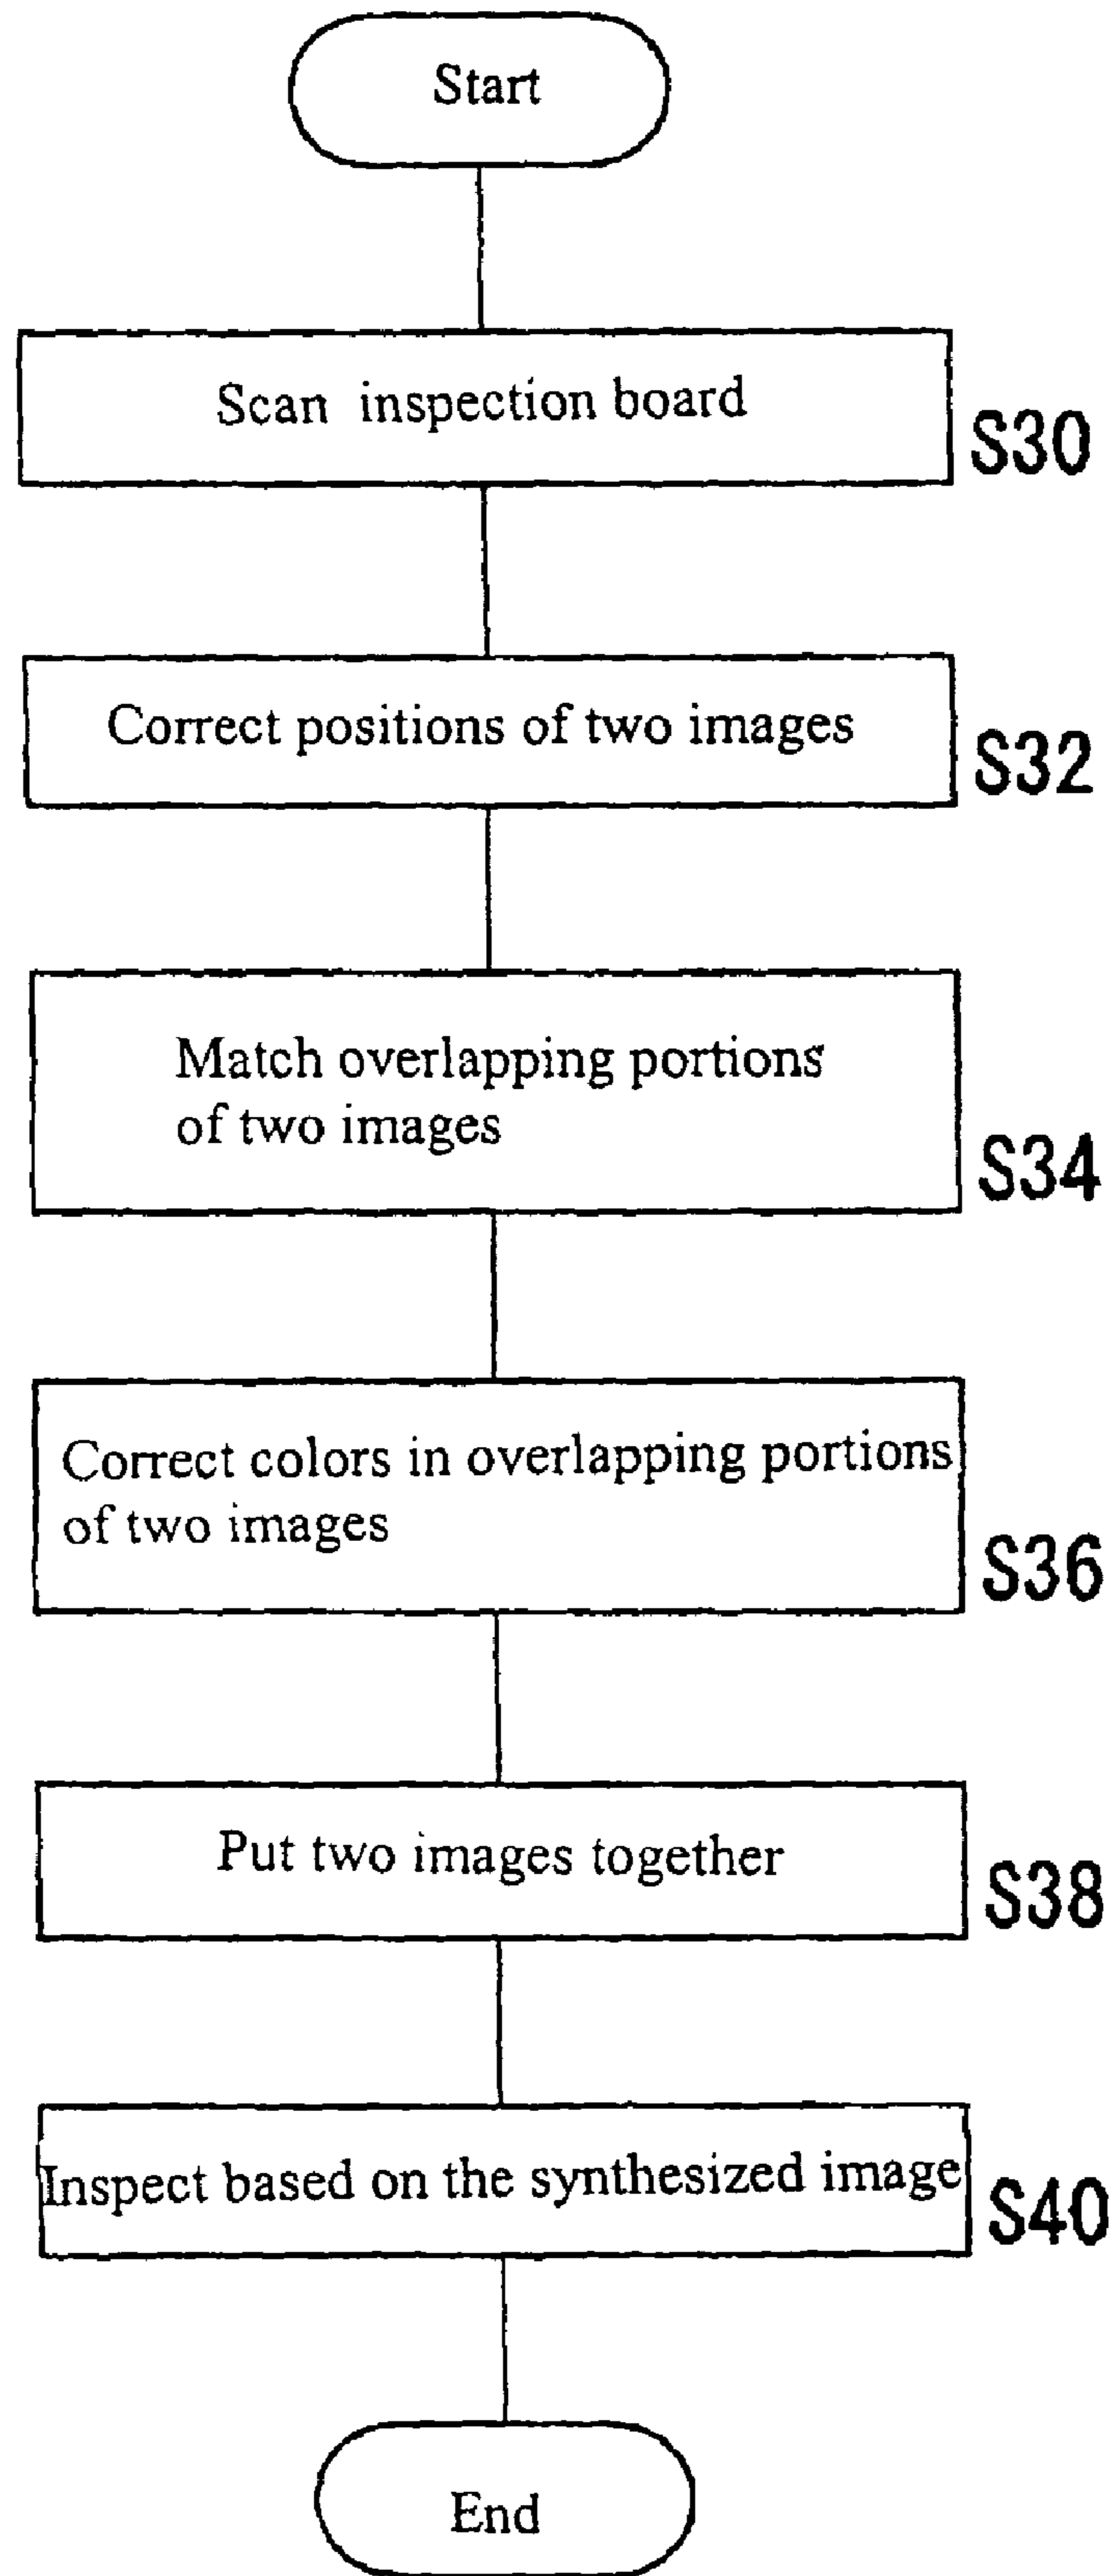 Start
Scan inspection board
S30
Correct positions of two images
S32
Match overlapping portions
of two images
S34
Correct colors in overlapping portions
of two images
S36
Put two images together
S38
Inspect based on the synthesized image
S40
End